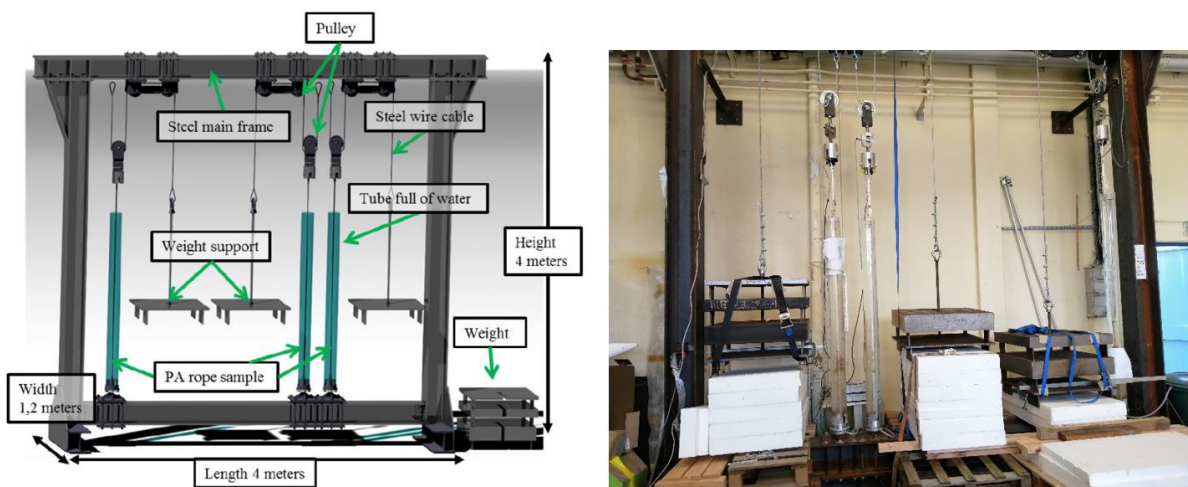 Pulley
Steel main frame
Steel wire cable
Tube full of water
Weight support
Height
4 meters
Weight
PA rope sample
Width
1,2 meters
Length 4 meters